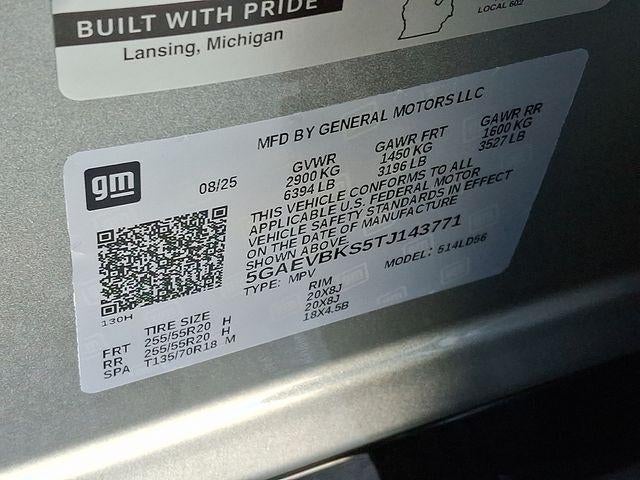 BUILT WITH PRIDE
Lansing, Michigan
LOCAL 602
MFD BY GENERAL MOTORS LLC
gm
08/25
GVWR GAWR FRT GAWR RR
2900 KG 1450 KG 1600 KG
6394 LB 3196 LB 3527 LB
THIS VEHICLE CONFORMS TO ALL
APPLICABLE U.S. FEDERAL MOTOR
VEHICLE SAFETY STANDARDS IN EFFECT
ON THE DATE OF MANUFACTURE
SHOWN ABOVE.
5GAEVBKS5TJ143771
TYPE: MPV MODEL: 514LD56
130H
TIRE SIZE RIM
FRT 255/55R20 H 20X8J
RR 255/55R20 H 20X8J
SPA T135/70R18 M 18X4.5B